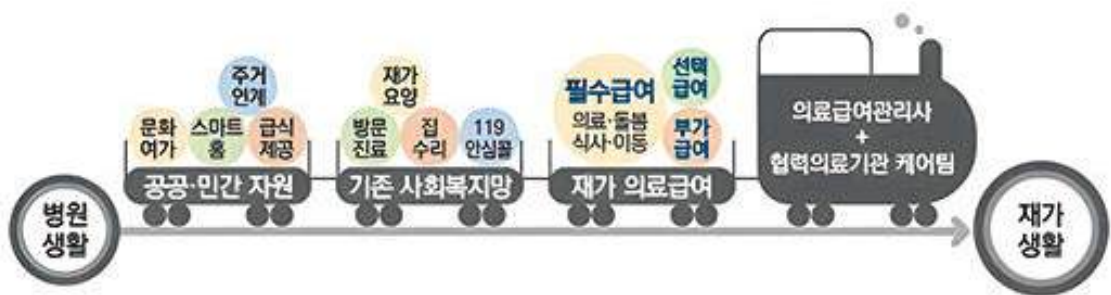 병원
생활
주거
인계
문화
여가
스마트
홈
급식
제공
공공·민간 자원
재가
요양
방문
진료
집
수리
119
안심콜
기존 사회복지망
필수급여
의료·돌봄
식사·이동
선택
급여
부가
급여
재가 의료급여
의료급여관리사
+
협력의료기관 케어팀
재가
생활